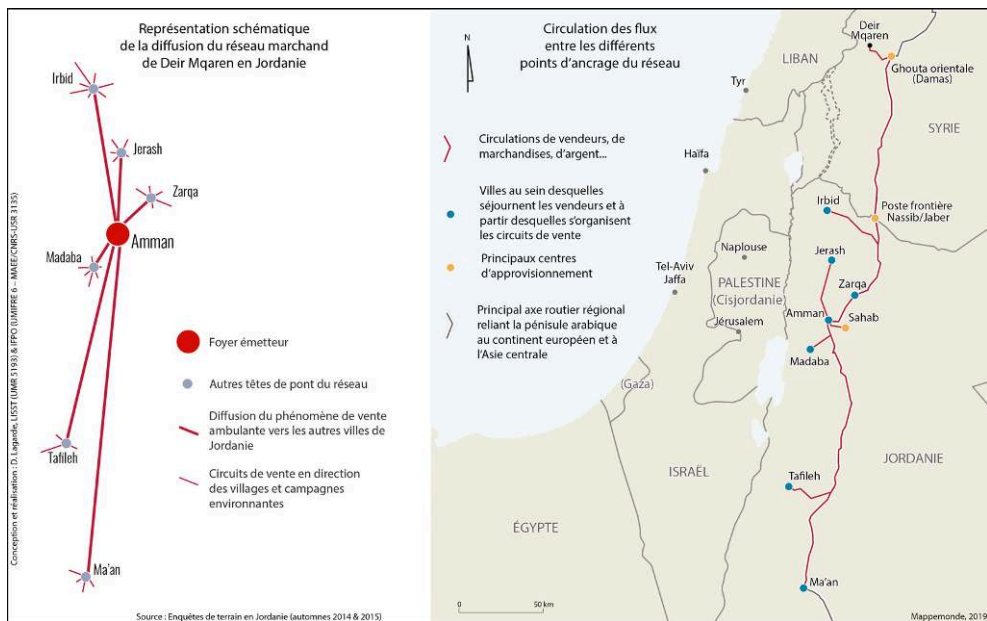 Représentation schématique
de la diffusion du réseau marchand
de Deir Mqaren en Jordanie
Irbid
Jerash
Zarqa
Amman
Madaba
Tafileh
Ma'an
Foyer émetteur
Autres têtes de pont du réseau
Diffusion du phénomène de vente
ambulante vers les autres villes de
Jordanie
Circuits de vente en direction
des villages et campagnes
environnantes
Conception et réalisation : D. Lagarde, LISST (UMR 5193) & IFPO (UMIFRE 6 – MAEE/CNRS-USR 3135)
Source : Enquêtes de terrain en Jordanie (automnes 2014 & 2015)
Circulation des flux
entre les différents
points d'ancrage du réseau
N
Circulations de vendeurs, de
marchandises, d'argent...
Villes au sein desquelles
séjournent les vendeurs et à
partir desquelles s'organisent
les circuits de vente
Principaux centres
d'approvisionnement
Principal axe routier régional
reliant la pénisule arabique
au continent européen et à
l'Asie centrale
0
50 km
Deir
Mqaren
Ghouta orientale
(Damas)
LIBAN
Tyr
SYRIE
Haïfa
Irbid
Poste frontière
Nassib/Jaber
Jerash
Naplouse
Zarqa
Tel-Aviv
Jaffa
PALESTINE
(Cisjordanie)
Amman
Sahab
Jérusalem
Madaba
(Gaza)
ISRAËL
Tafileh
JORDANIE
ÉGYPTE
Ma'an
Mappemonde, 2019